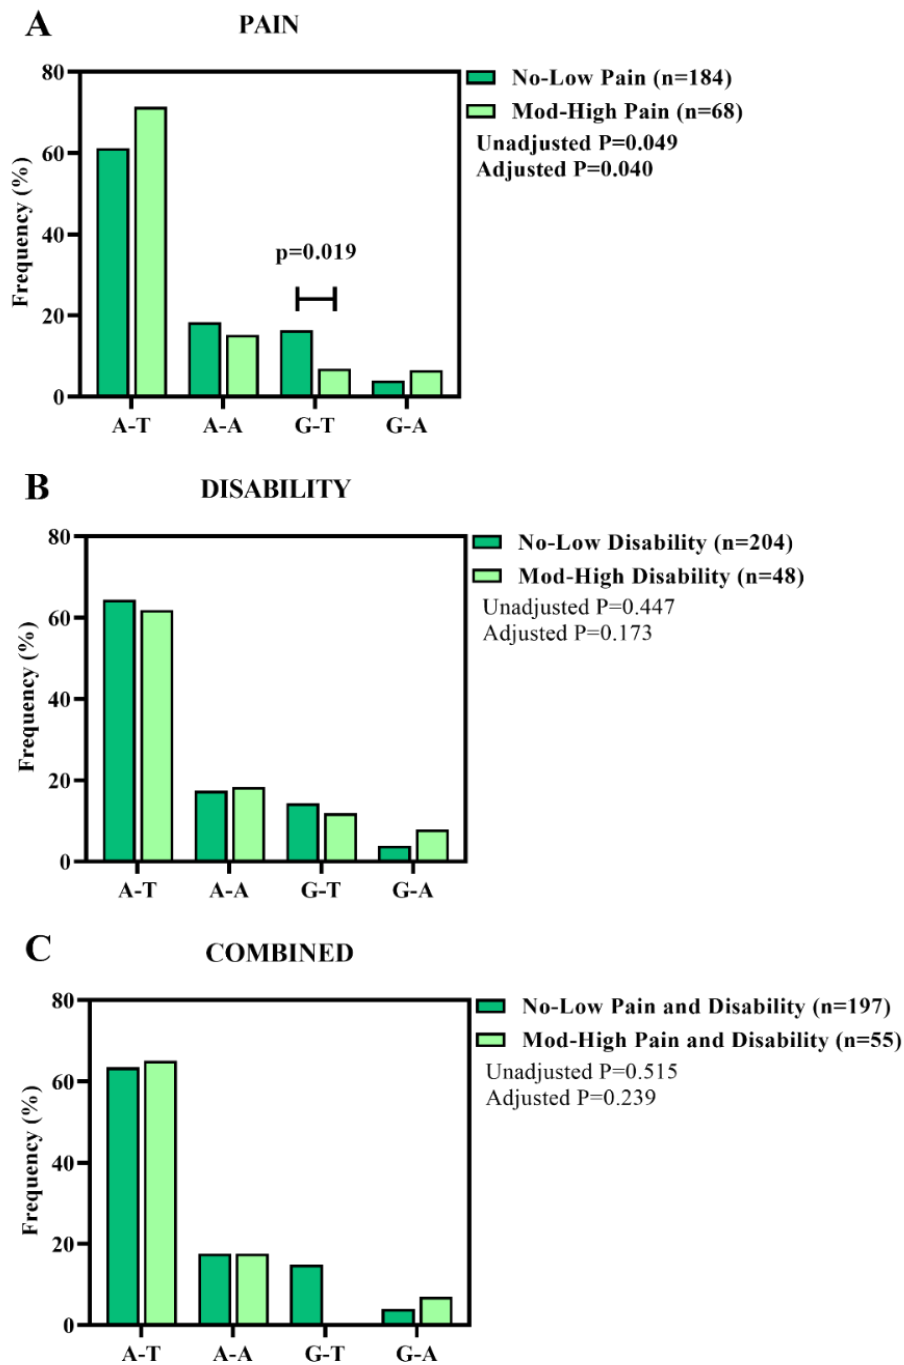 A
PAIN
80
60
40
20
0
Frequency (%)
p=0.019
A-T
A-A
G-T
G-A
No-Low Pain (n=184)
Mod-High Pain (n=68)
Unadjusted P=0.049
Adjusted P=0.040
B
DISABILITY
80
60
40
20
0
Frequency (%)
A-T
A-A
G-T
G-A
No-Low Disability (n=204)
Mod-High Disability (n=48)
Unadjusted P=0.447
Adjusted P=0.173
C
COMBINED
80
60
40
20
0
Frequency (%)
A-T
A-A
G-T
G-A
No-Low Pain and Disability (n=197)
Mod-High Pain and Disability (n=55)
Unadjusted P=0.515
Adjusted P=0.239